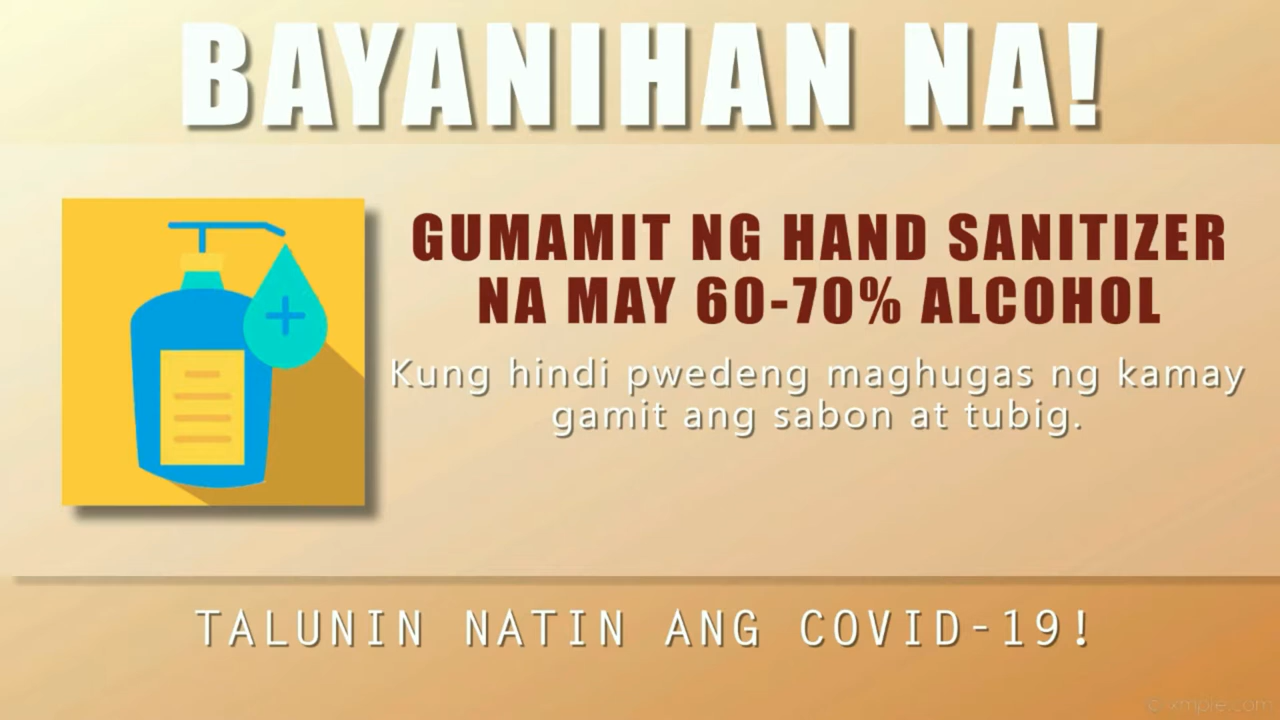 BAYANIHAN NA!
GUMAMIT NG HAND SANITIZER
NA MAY 60-70% ALCOHOL
Kung hindi pwedeng maghugas ng kamay
gamit ang sabon at tubig.
TALUNIN NATIN ANG COVID-19!